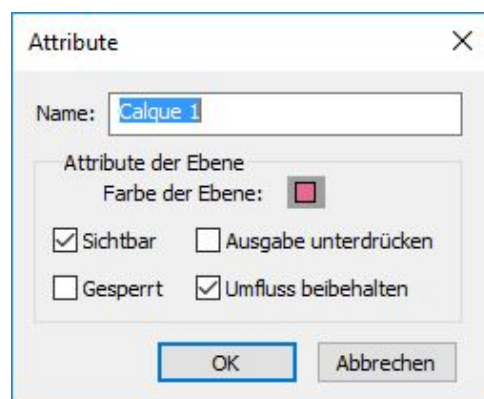 Attribute
Name: Calque 1
Attribute der Ebene
Farbe der Ebene:
Sichtbar Ausgabe unterdrücken
Gesperrt Umfluss beibehalten
OK Abbrechen